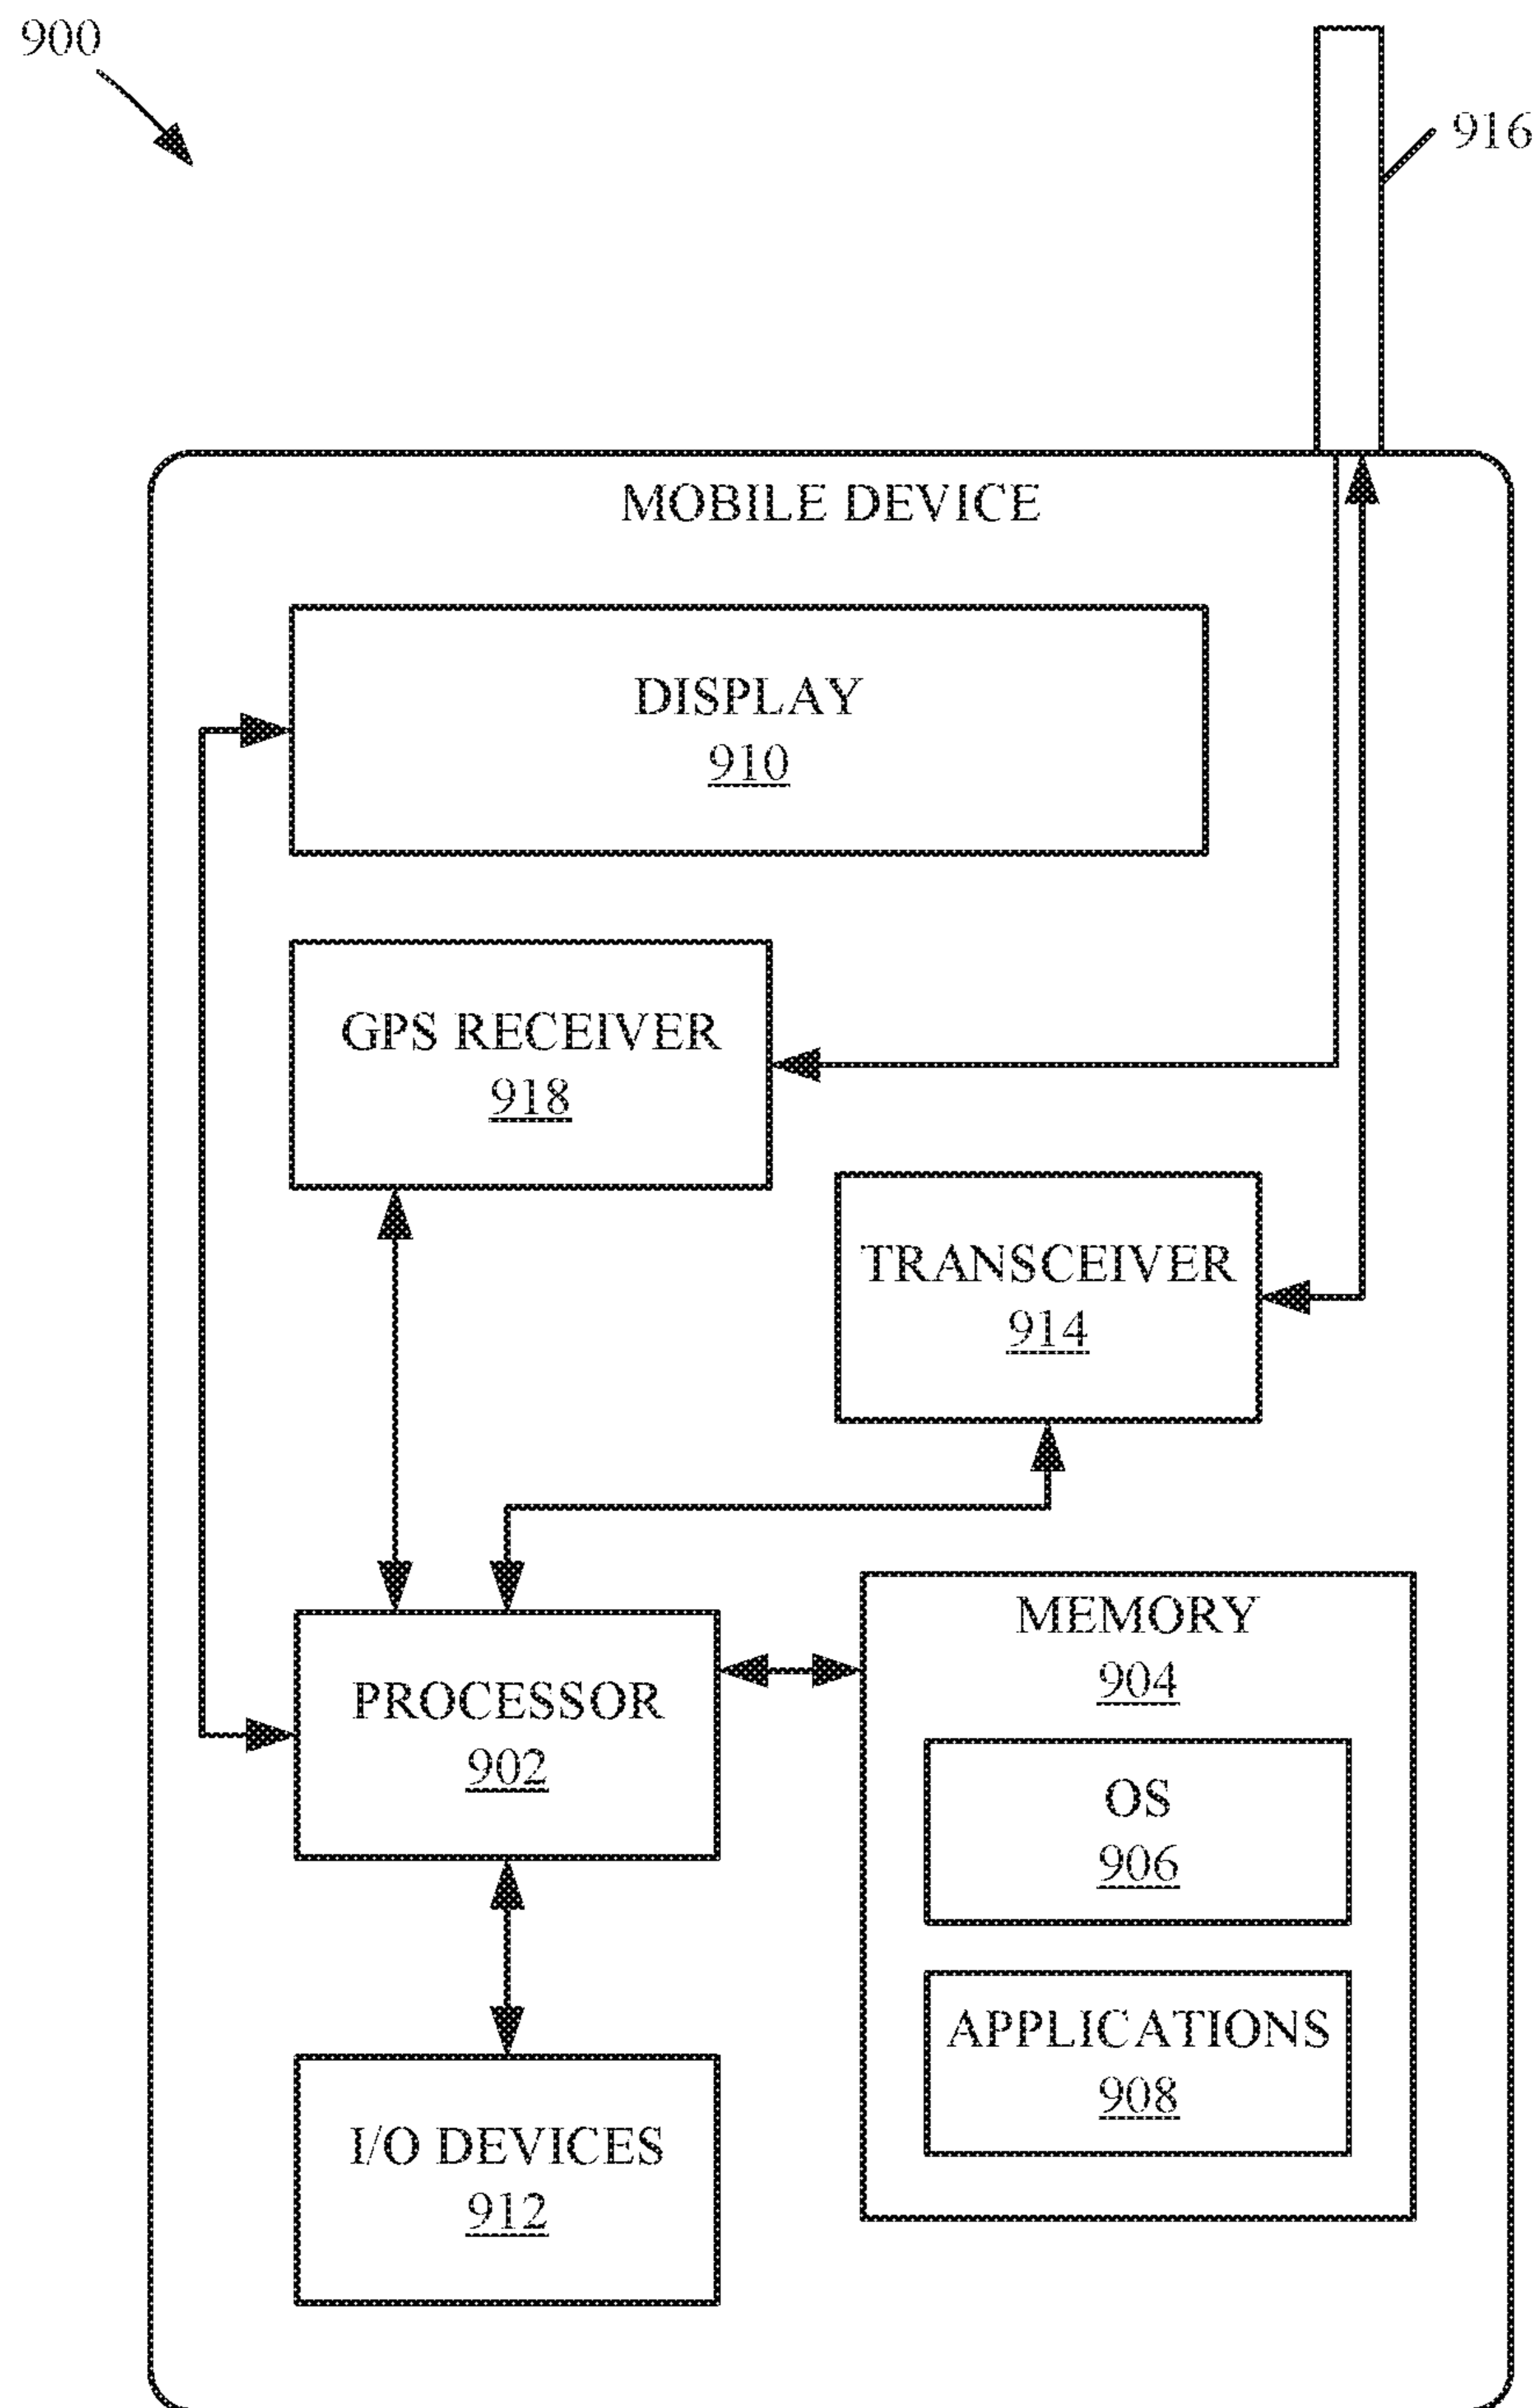 900
916
MOBILE DEVICE
DISPLAY
910
GPS RECEIVER
918
TRANSCEIVER
914
MEMORY
904
PROCESSOR
902
OS
906
APPLICATIONS
908
I/O DEVICES
912